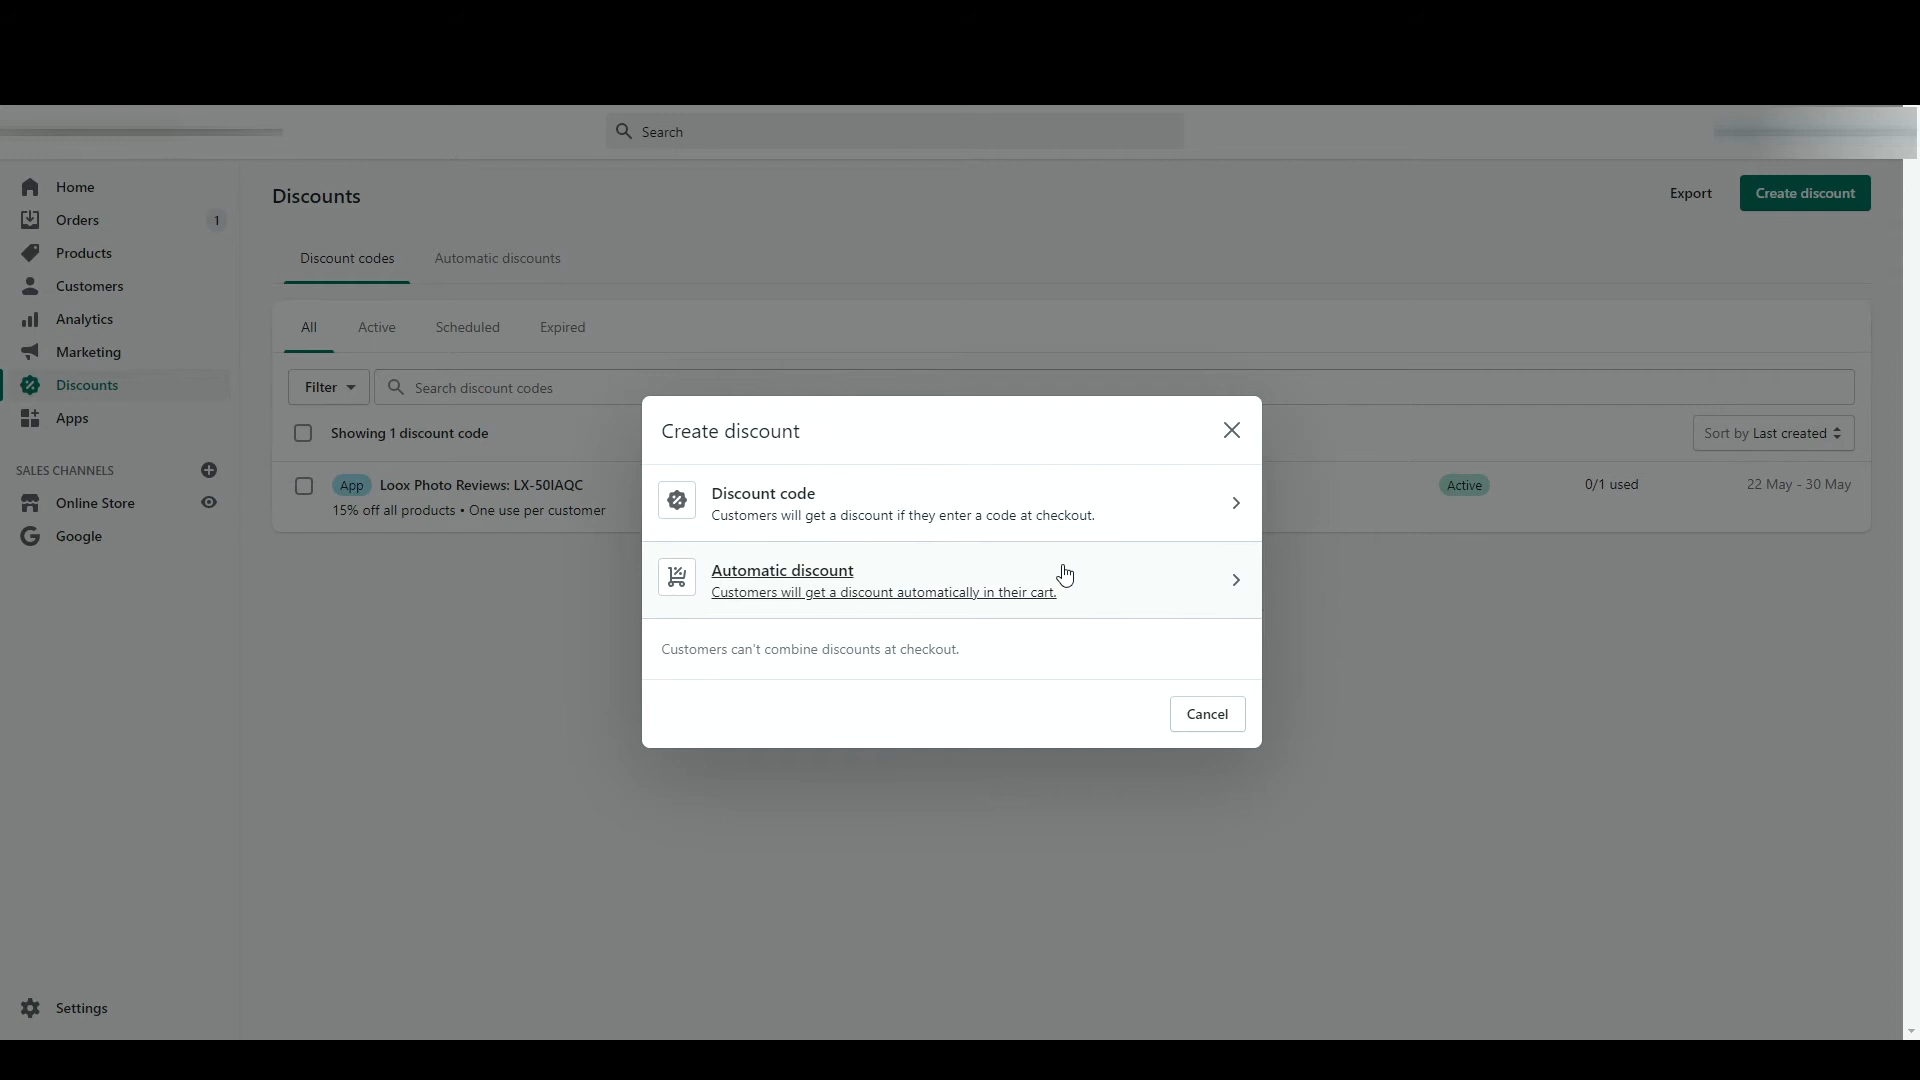 Search
Home
Orders 1
Products
Customers
Analytics
Marketing
Discounts
Apps
SALES CHANNELS
Online Store
Google
Settings
Discounts
Export
Create discount
Discount codes
Automatic discounts
All
Active
Scheduled
Expired
Filter
Search discount codes
Showing 1 discount code
Sort by Last created
App Loox Photo Reviews: LX-50IAQC
15% off all products • One use per customer
Active
0/1 used
22 May - 30 May
Create discount
Discount code
Customers will get a discount if they enter a code at checkout.
Automatic discount
Customers will get a discount automatically in their cart.
Customers can't combine discounts at checkout.
Cancel